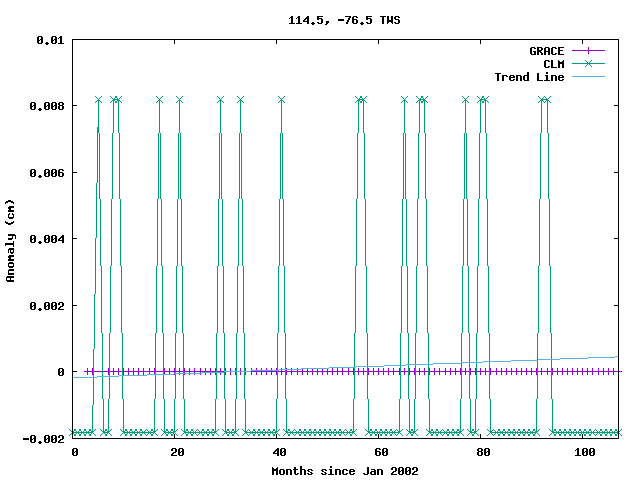 114.5, -76.5 TWS
0.01
GRACE
CLM
Trend Line
0.008
0.006
0.004
0.002
0
-0.002
Anomaly (cm)
0 20 40 60 80 100
Months since Jan 2002